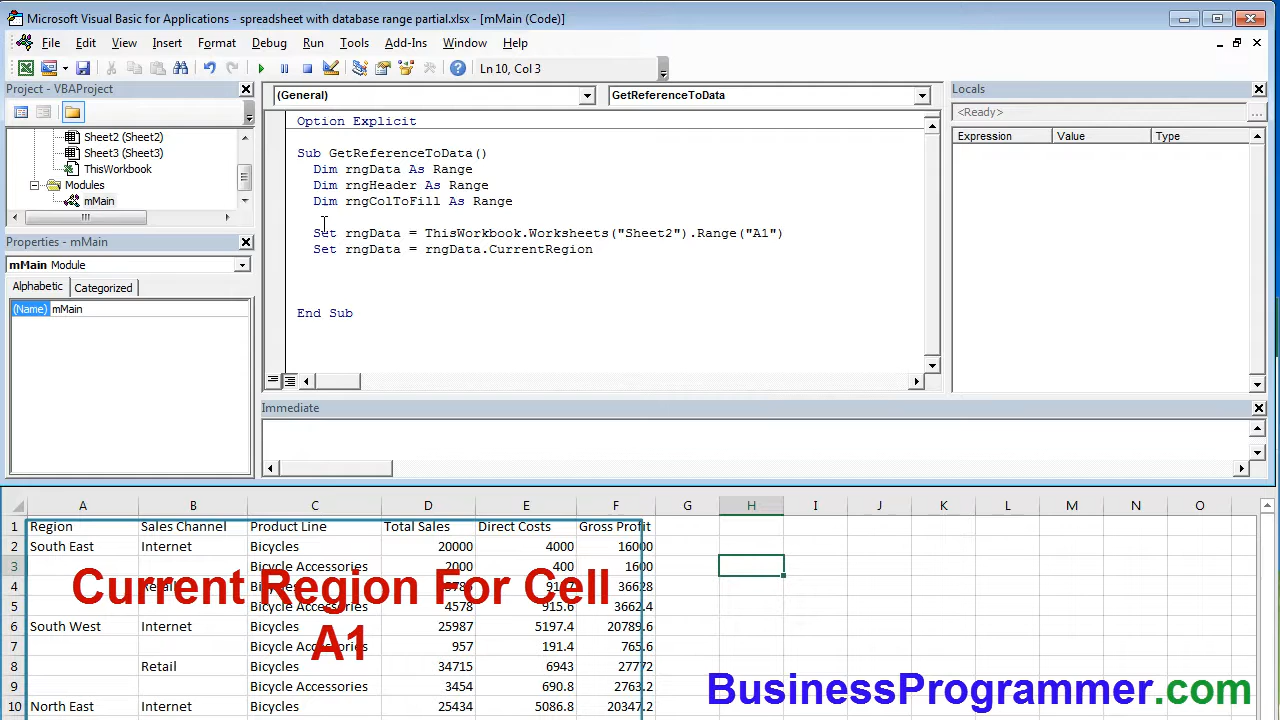 Microsoft Visual Basic for Applications - spreadsheet with database range partial.xlsx - [mMain (Code)]
File Edit View Insert Format Debug Run Tools Add-Ins Window Help
Ln 10, Col 3
Project - VBAProject
(General)
GetReferenceToData
Locals
<Ready>
Expression Value Type
Sheet2 (Sheet2)
Sheet3 (Sheet3)
ThisWorkbook
Modules
mMain
Properties - mMain
mMain Module
Alphabetic Categorized
(Name) mMain
Option Explicit
Sub GetReferenceToData()
Dim rngData As Range
Dim rngHeader As Range
Dim rngColToFill As Range
Set rngData = ThisWorkbook.Worksheets("Sheet2").Range("A1")
Set rngData = rngData.CurrentRegion
End Sub
Immediate
A B C D E F G H I J K L M N O
1 Region Sales Channel Product Line Total Sales Direct Costs Gross Profit
2 South East Internet Bicycles 20000 4000 16000
3 Bicycle Accessories 2000 400 1600
4 36628
5 Bicycle Accessories 4578 915.6 3662.4
6 South West Internet Bicycles 25987 5197.4 20789.6
7 957 191.4 765.6
8 Retail Bicycles 34715 6943 27772
9 Bicycle Accessories 3454 690.8 2763.2
10 North East Internet Bicycles 25434 5086.8 20347.2
Current Region For Cell
A1
BusinessProgrammer.com